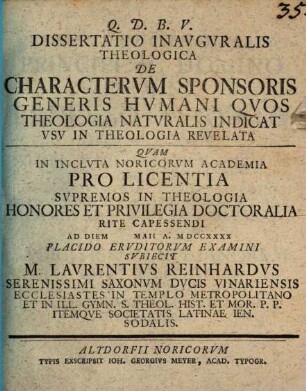 35.
Q. D. B. V.
DISSERTATIO INAVGVRALIS
THEOLOGICA
DE
CHARACTERVM SPONSORIS
GENERIS HVMANI QVOS
THEOLOGIA NATVRALIS INDICAT
VSV IN THEOLOGIA REVELATA
QVAM
IN INCLVTA NORICORVM ACADEMIA
PRO LICENTIA
SVPREMOS IN THEOLOGIA
HONORES ET PRIVILEGIA DOCTORALIA
RITE CAPESSENDI
AD DIEM MAII A. MDCCXXXX
PLACIDO ERVDITORVM EXAMINI
SVBIECIT
M. LAVRENTIVS REINHARDVS
SERENISSIMI SAXONVM DVCIS VINARIENSIS
ECCLESIASTES IN TEMPLO METROPOLITANO
ET IN ILL. GYMN. S. THEOL. HIST. ET MOR. P. P.
ITEMQVE SOCIETATIS LATINAE IEN.
SODALIS.
ALTDORFII NORICORVM
TYPIS EXSCRIPSIT IOH. GEORGIVS MEYER, ACAD. TYPOGR.